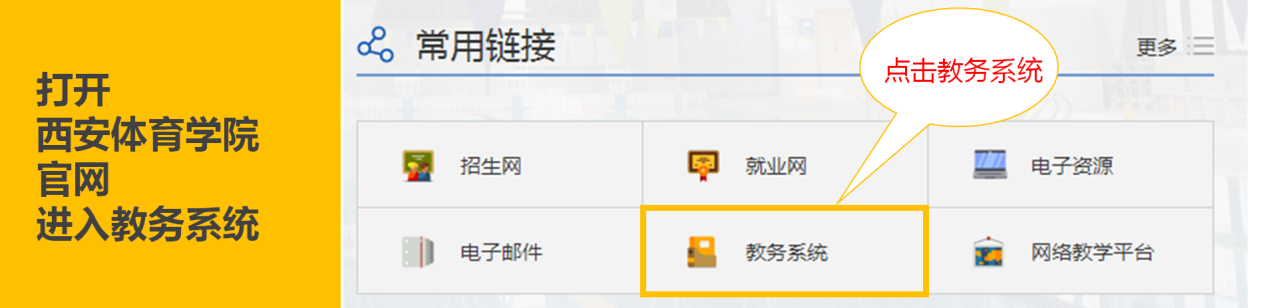 打开
西安体育学院
官网
进入教务系统
常用链接
更多
点击教务系统
招生网
就业网
电子资源
电子邮件
教务系统
网络教学平台